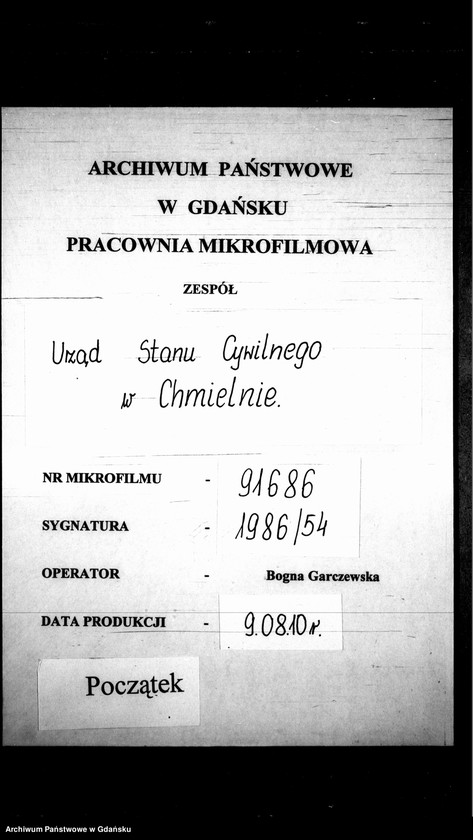 ARCHIWUM PAŃSTWOWE
W GDAŃSKU
PRACOWNIA MIKROFILMOWA
ZESPÓŁ
Urząd Stanu Cywilnego
w Chmielnie.
NR MIKROFILMU - 91686
SYGNATURA - 1986/54
OPERATOR - Bogna Garczewska
DATA PRODUKCJI - 9.08.10 r.
Początek
Archiwum Państwowe w Gdańsku